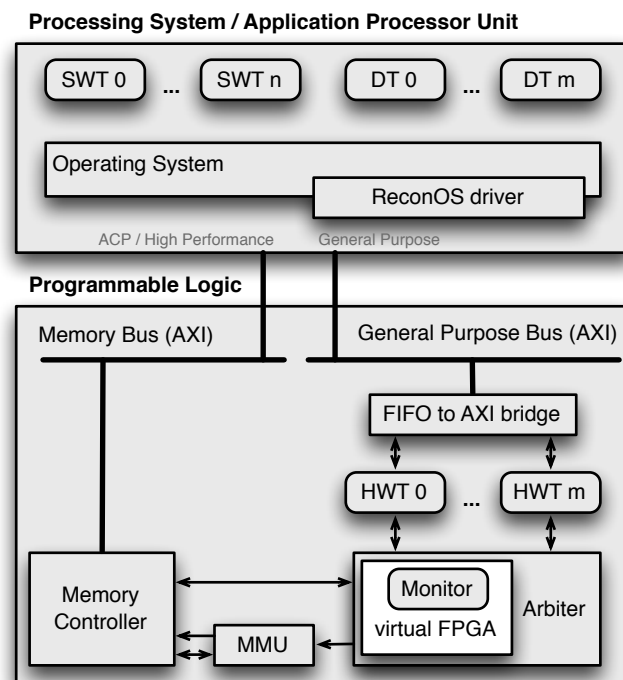 Processing System / Application Processor Unit
SWT 0 ... SWT n DT 0 ... DT m
Operating System
ReconOS driver
ACP / High Performance General Purpose
Programmable Logic
Memory Bus (AXI) General Purpose Bus (AXI)
FIFO to AXI bridge
HWT 0 ... HWT m
Memory
Controller
Monitor
virtual FPGA
Arbiter
MMU